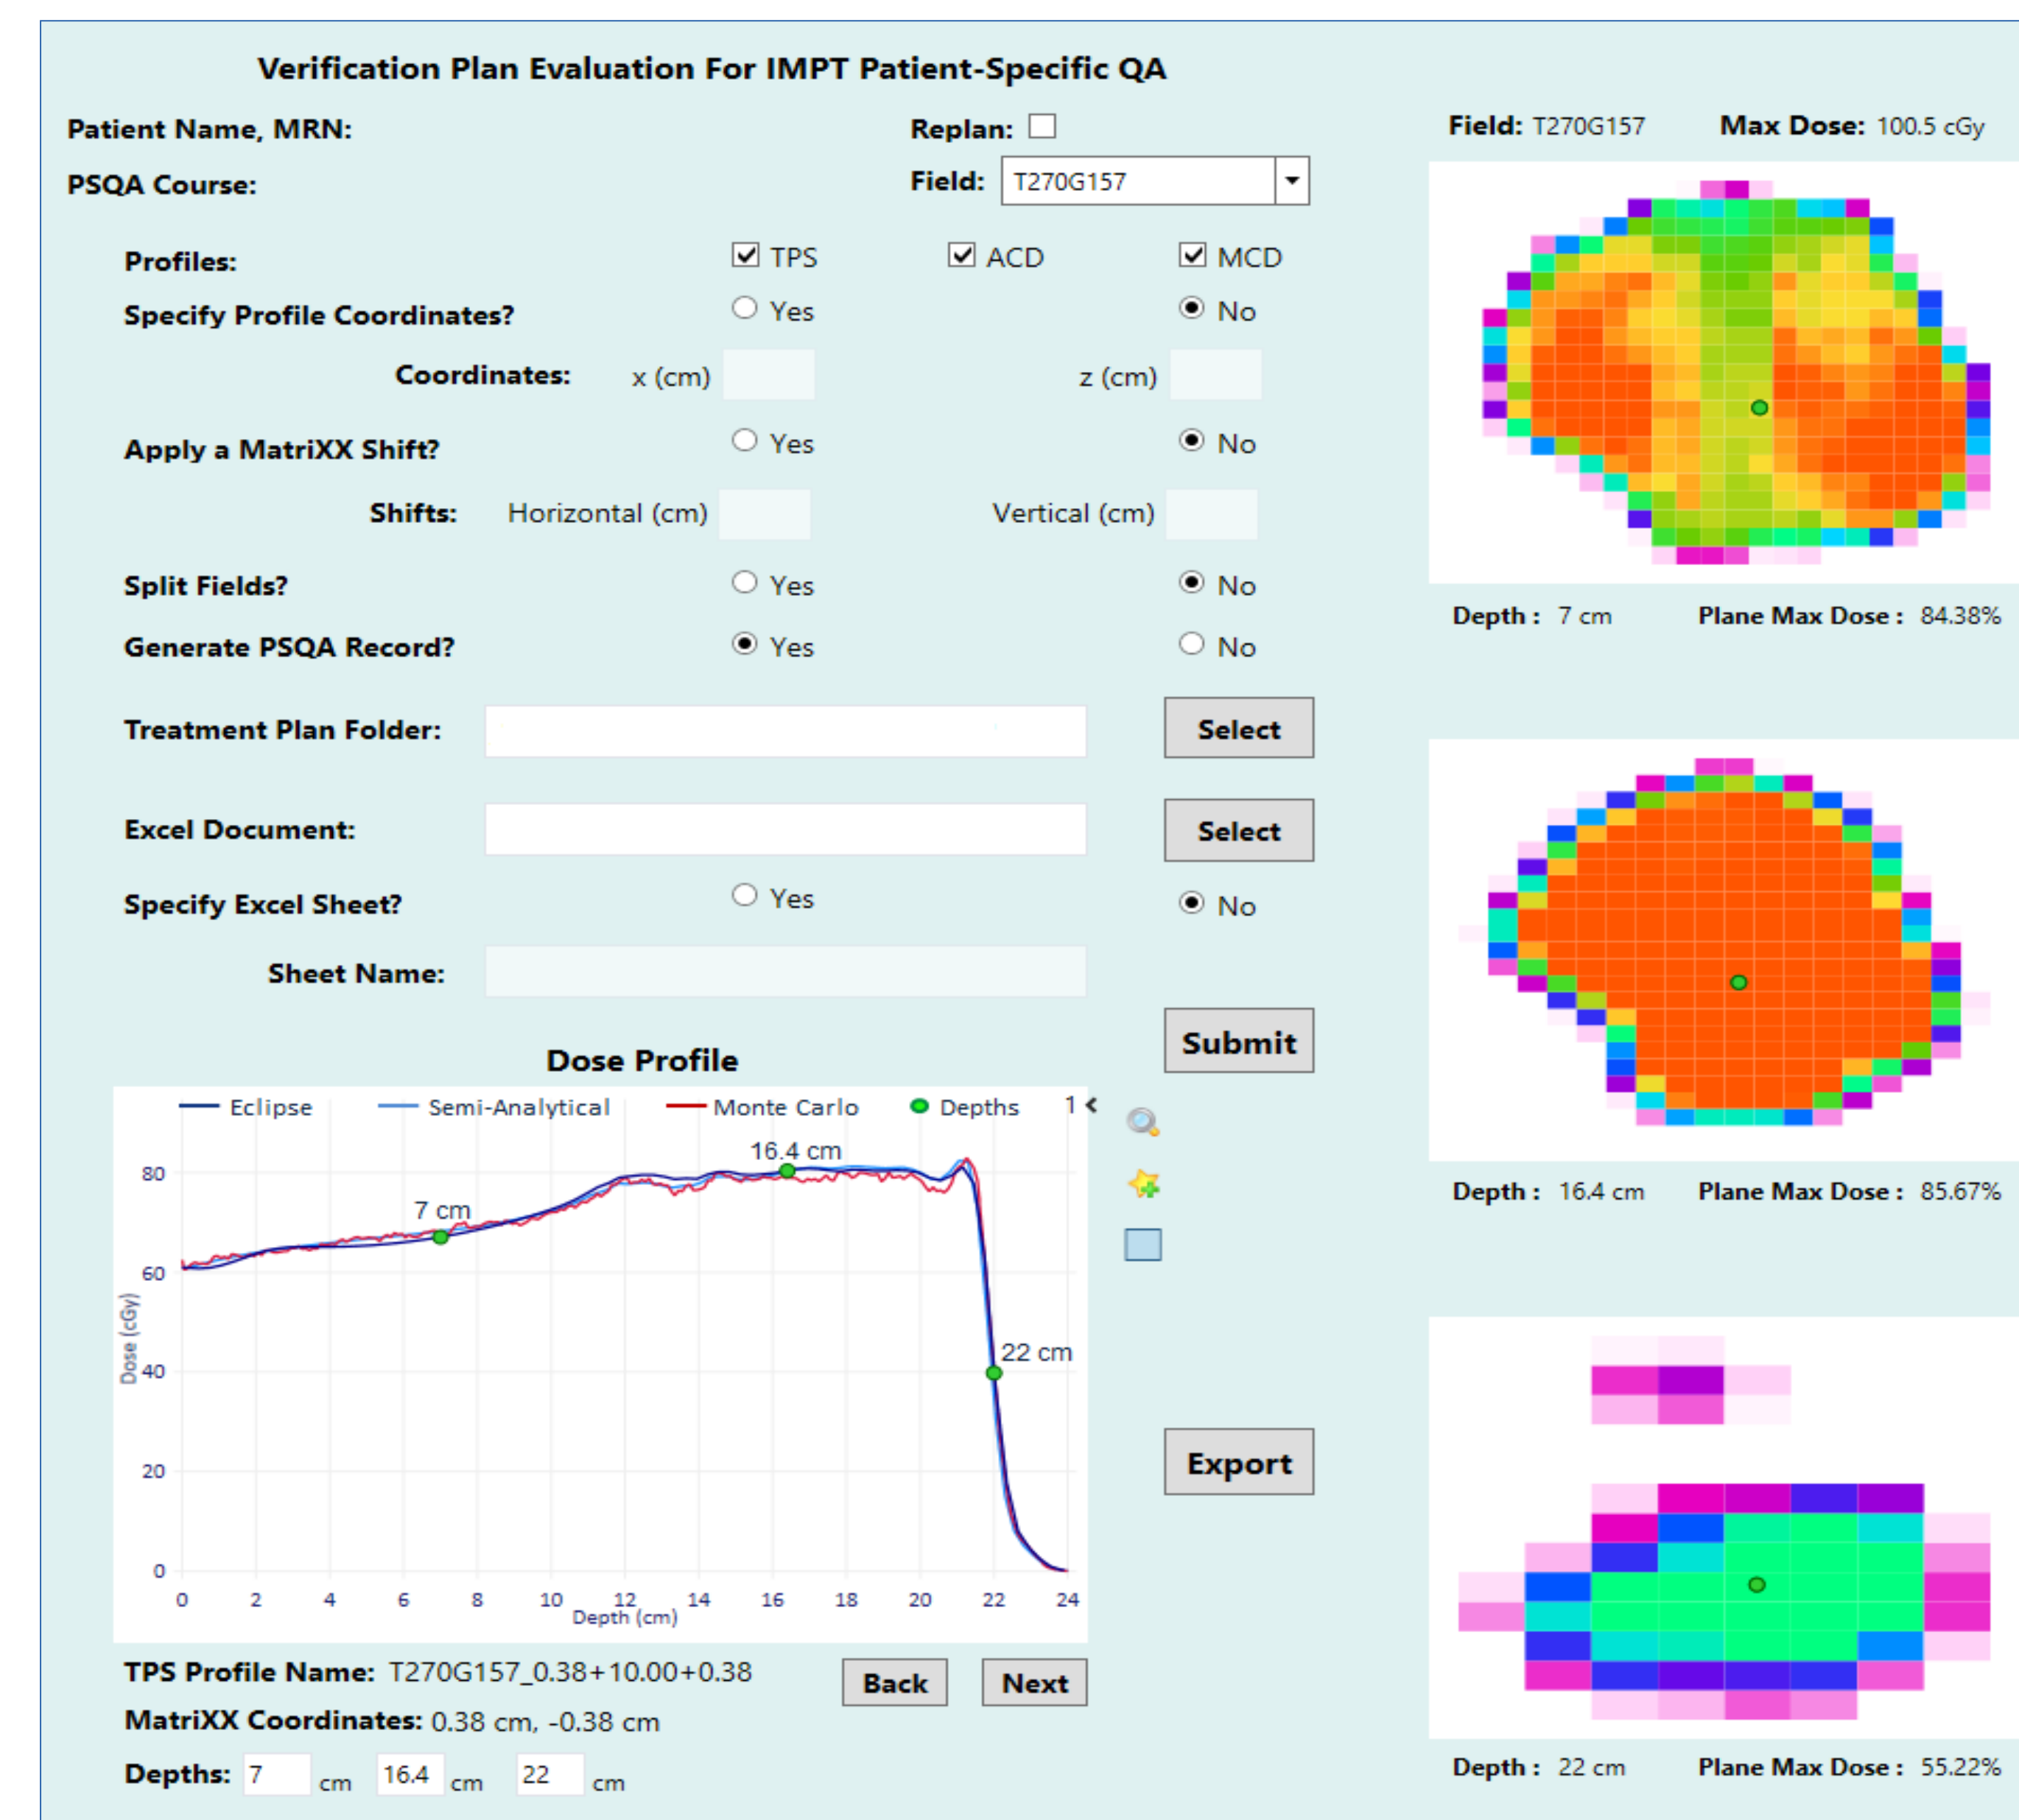 Verification Plan Evaluation For IMPT Patient-Specific QA
Patient Name, MRN:
Replan:
PSQA Course:
Field: T270G157
Profiles: TPS ACD MCD
Specify Profile Coordinates? Yes No
Coordinates: x (cm) z (cm)
Apply a MatriXX Shift? Yes No
Shifts: Horizontal (cm) Vertical (cm)
Split Fields? Yes No
Generate PSQA Record? Yes No
Treatment Plan Folder: Select
Excel Document: Select
Specify Excel Sheet? Yes No
Sheet Name:
Submit
Dose Profile
Eclipse Semi-Analytical Monte Carlo Depths 1
16.4 cm
7 cm
22 cm
80
60
40
20
0
Dose (cGy)
0 2 4 6 8 10 12 14 16 18 20 22 24
Depth (cm)
Export
TPS Profile Name: T270G157_0.38+10.00+0.38
Back Next
MatriXX Coordinates: 0.38 cm, -0.38 cm
Depths: 7 cm 16.4 cm 22 cm
Field: T270G157 Max Dose: 100.5 cGy
Depth : 7 cm Plane Max Dose : 84.38%
Depth : 16.4 cm Plane Max Dose : 85.67%
Depth : 22 cm Plane Max Dose : 55.22%